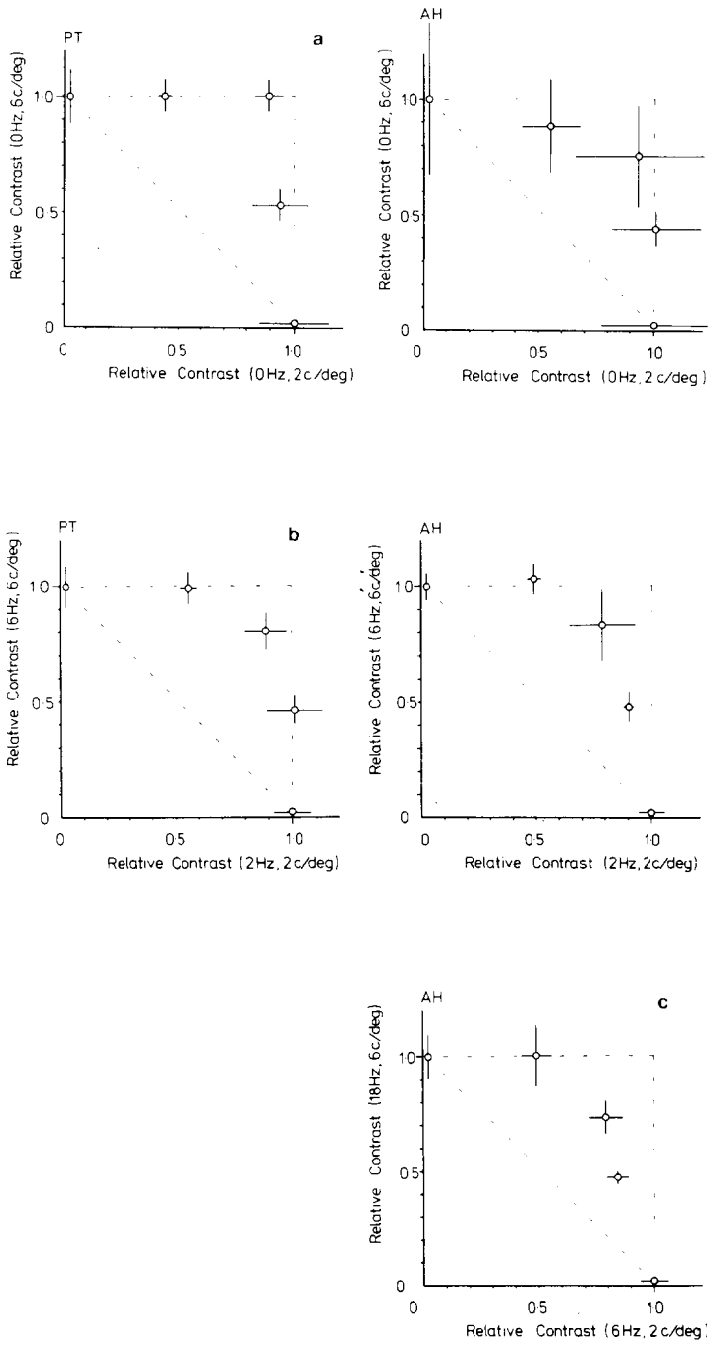 PT
a
Relative Contrast (0Hz, 6c/deg)
1·0
0·5
0
C
0·5
1·0
Relative Contrast (0Hz, 2c/deg)
AH
Relative Contrast (0Hz, 6c/deg)
1·0
0·5
0
0
0·5
1·0
Relative Contrast (0Hz, 2c/deg)
PT
b
Relative Contrast (6Hz, 6c/deg)
1·0
0·5
0
0
0·5
1·0
Relative Contrast (2Hz, 2c/deg)
AH
Relative Contrast (6Hz, 6c/deg)
1·0
0·5
0
0
0·5
1·0
Relative Contrast (2Hz, 2c/deg)
AH
c
Relative Contrast (18Hz, 6c/deg)
1·0
0·5
0
0
0·5
1·0
Relative Contrast (6Hz, 2c/deg)